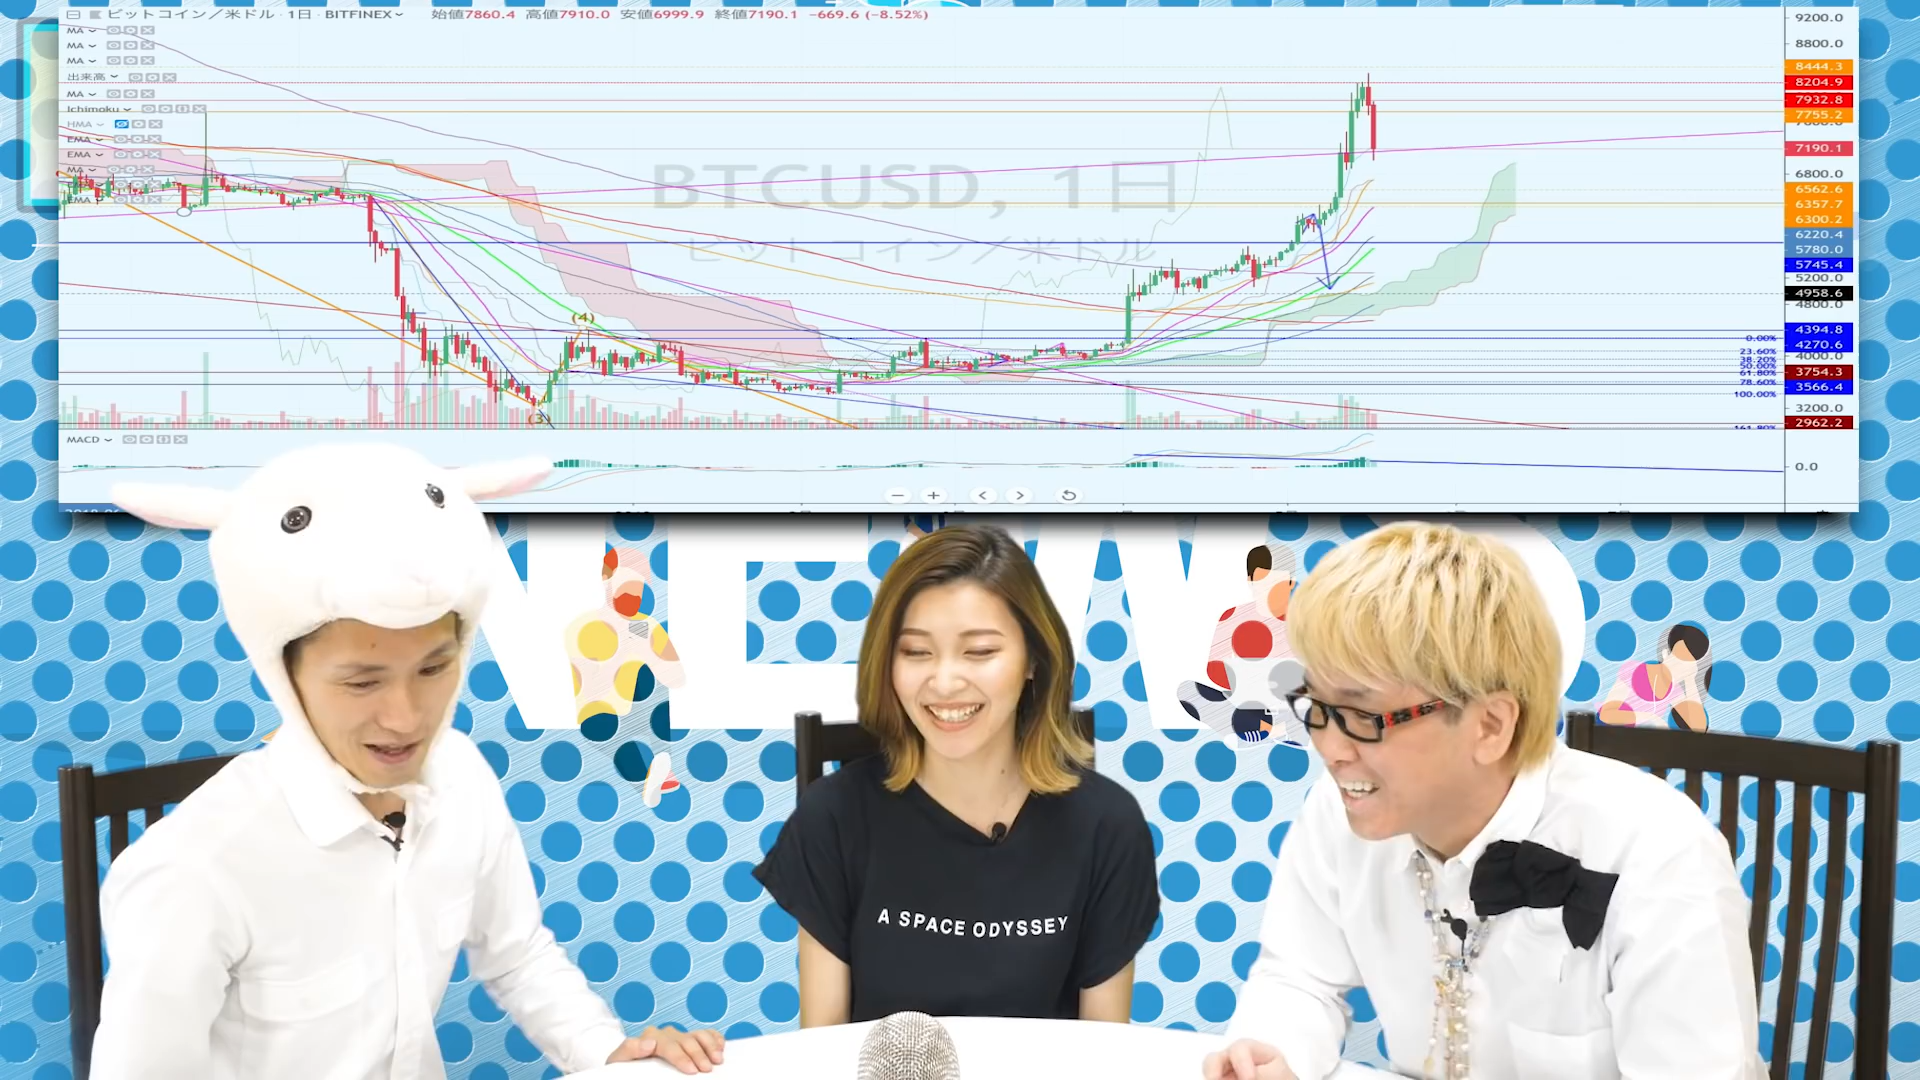 ビットコイン／米ドル · 1日 · BITFINEX 始値7860.4 高値7910.0 安値6999.9 終値7190.1 −669.6 (−8.52%)
MA
MA
MA
出来高
MA
Ichimoku
HMA
EMA
EMA
MA
EMA
EMA
BTCUSD, 1日
ビットコイン／米ドル
9200.0
8800.0
8444.3
8204.9
7932.8
7755.2
7190.1
6800.0
6562.6
6357.7
6300.2
6220.4
5780.0
5745.4
5200.0
4958.6
4800.0
4394.8
4270.6
4000.0
3754.3
3566.4
3200.0
2962.2
0.00%
23.60%
38.20%
50.00%
61.80%
78.60%
100.00%
161.80%
(4)
(3)
MACD
0.0
NEWS
A SPACE ODYSSEY